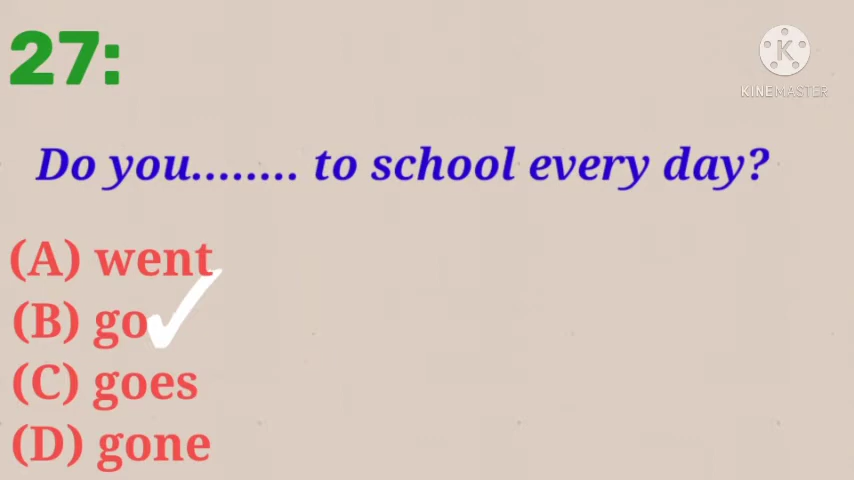 27:
KINEMASTER
Do you........ to school every day?
(A) went
(B) go
(C) goes
(D) gone